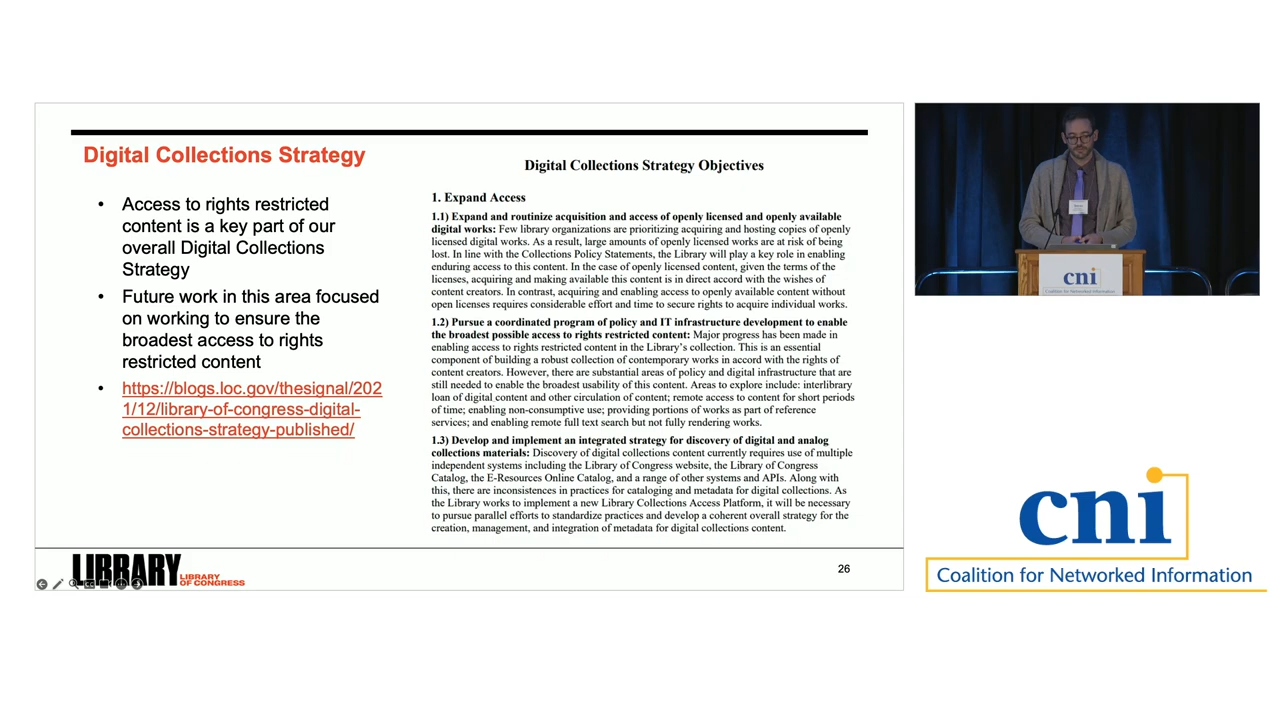 Digital Collections Strategy
• Access to rights restricted
content is a key part of our
overall Digital Collections
Strategy
• Future work in this area focused
on working to ensure the
broadest access to rights
restricted content
• https://blogs.loc.gov/thesignal/202
1/12/library-of-congress-digital-
collections-strategy-published/
Digital Collections Strategy Objectives
1. Expand Access
1.1) Expand and routinize acquisition and access of openly licensed and openly available
digital works: Few library organizations are prioritizing acquiring and hosting copies of openly
licensed digital works. As a result, large amounts of openly licensed works are at risk of being
lost. In line with the Collections Policy Statements, the Library will play a key role in enabling
enduring access to this content. In the case of openly licensed content, given the terms of the
licenses, acquiring and making available this content is in direct accord with the wishes of
content creators. In contrast, acquiring and enabling access to openly available content without
open licenses requires considerable effort and time to secure rights to acquire individual works.
1.2) Pursue a coordinated program of policy and IT infrastructure development to enable
the broadest possible access to rights restricted content: Major progress has been made in
enabling access to rights restricted content in the Library's collection. This is an essential
component of building a robust collection of contemporary works in accord with the rights of
content creators. However, there are substantial areas of policy and digital infrastructure that are
still needed to enable the broadest usability of this content. Areas to explore include: interlibrary
loan of digital content and other circulation of content; remote access to content for short periods
of time; enabling non-consumptive use; providing portions of works as part of reference
services; and enabling remote full text search but not fully rendering works.
1.3) Develop and implement an integrated strategy for discovery of digital and analog
collections materials: Discovery of digital collections content currently requires use of multiple
independent systems including the Library of Congress website, the Library of Congress
Catalog, the E-Resources Online Catalog, and a range of other systems and APIs. Along with
this, there are inconsistences in practices for cataloging and metadata for digital collections. As
the Library works to implement a new Library Collections Access Platform, it will be necessary
to pursue parallel efforts to standardize practices and develop a coherent overall strategy for the
creation, management, and integration of metadata for digital collections content.
LIBRARY
LIBRARY
OF CONGRESS
26
cni
Coalition for Networked Information
cni
Coalition for Networked Information